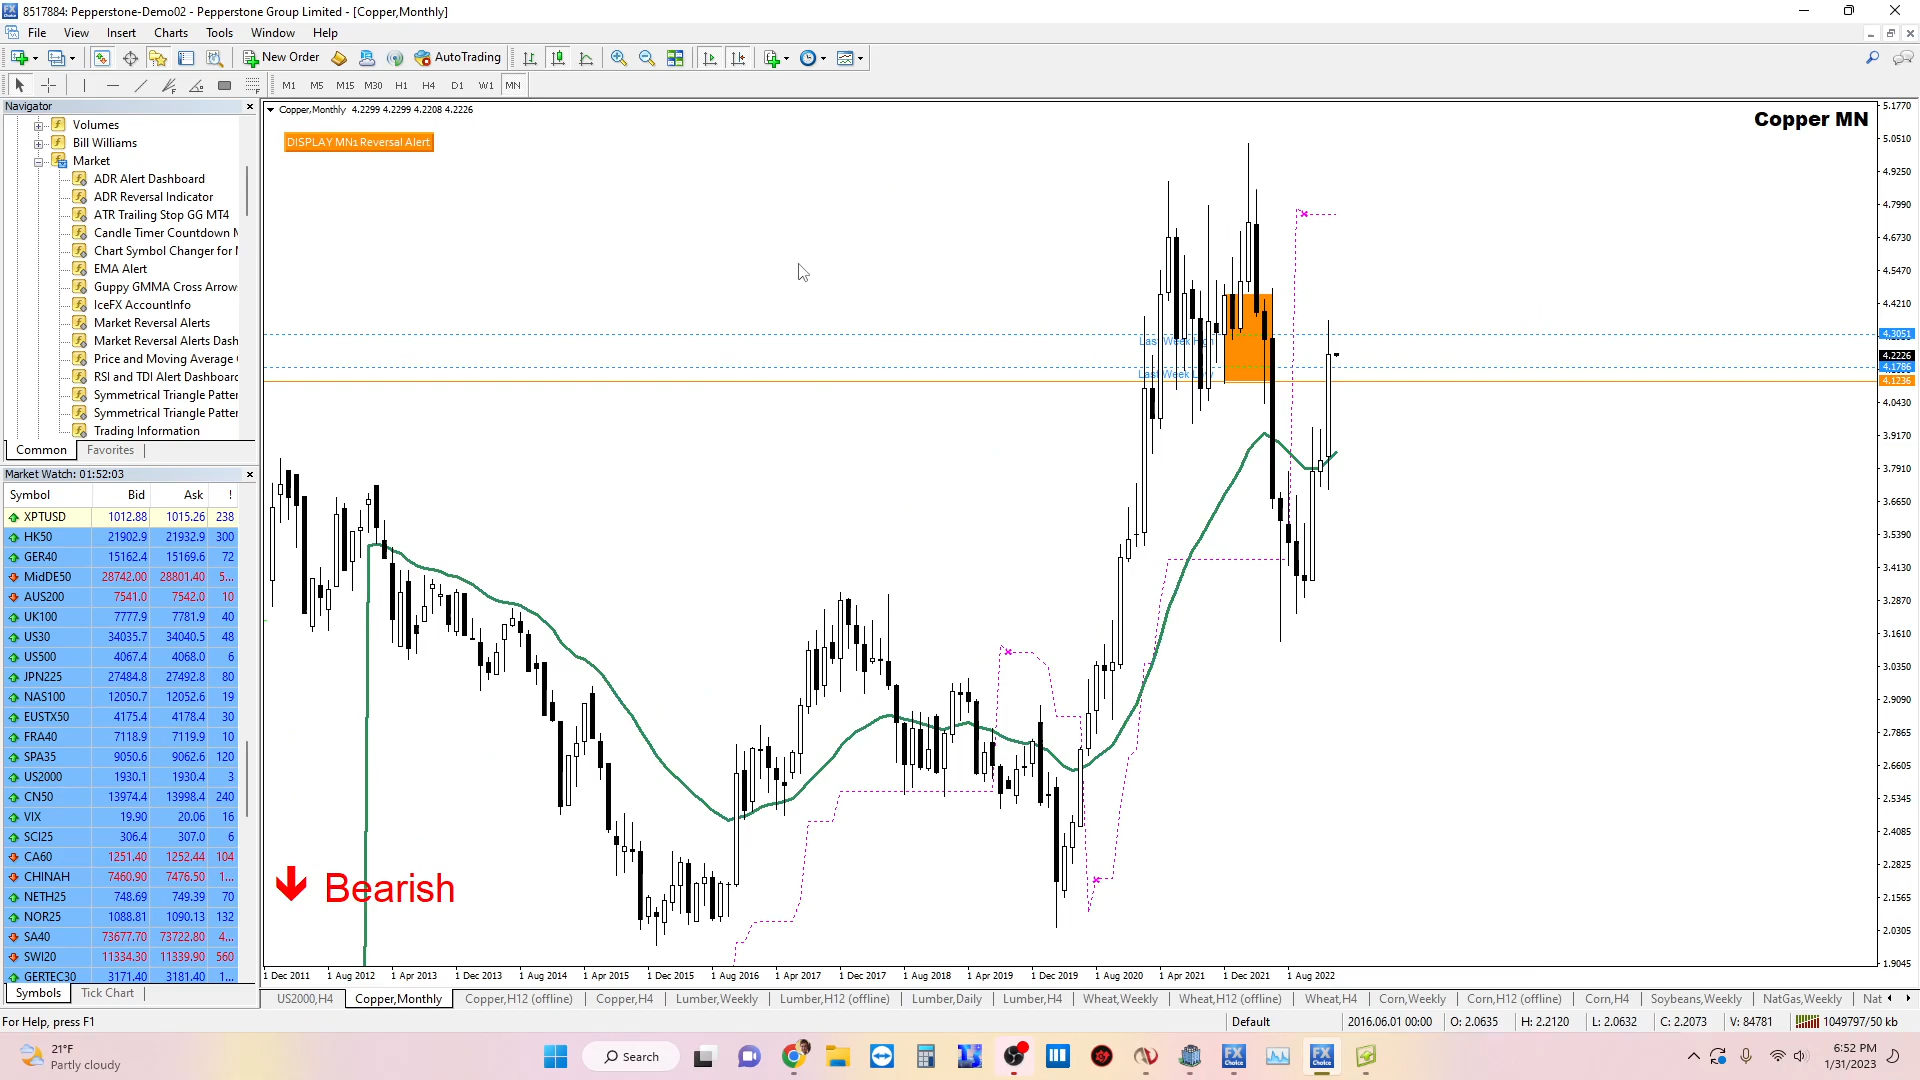 8517884: Pepperstone-Demo02 - Pepperstone Group Limited - [Copper,Monthly]
File View Insert Charts Tools Window Help
New Order AutoTrading
M1 M5 M15 M30 H1 H4 D1 W1 MN
Navigator
Volumes
Bill Williams
Market
ADR Alert Dashboard
ADR Reversal Indicator
ATR Trailing Stop GG MT4
Candle Timer Countdown M
Chart Symbol Changer for M
EMA Alert
Guppy GMMA Cross Arrow
IceFX AccountInfo
Market Reversal Alerts
Market Reversal Alerts Dash
Price and Moving Average
RSI and TDI Alert Dashboard
Symmetrical Triangle Patter
Symmetrical Triangle Patter
Trading Information
Common Favorites
Market Watch: 01:52:03
Symbol Bid Ask !
XPTUSD 1012.88 1015.26 238
HK50 21902.9 21932.9 300
GER40 15162.4 15169.6 72
MidDE50 28742.00 28801.40 5...
AUS200 7541.0 7542.0 10
UK100 7777.9 7781.9 40
US30 34035.7 34040.5 48
US500 4067.4 4068.0 6
JPN225 27484.8 27492.8 80
NAS100 12050.7 12052.6 19
EUSTX50 4175.4 4178.4 30
FRA40 7118.9 7119.9 10
SPA35 9050.6 9062.6 120
US2000 1930.1 1930.4 3
CN50 13974.4 13998.4 240
VIX 19.90 20.06 16
SCI25 306.4 307.0 6
CA60 1251.40 1252.44 104
CHINAH 7460.90 7476.50 1...
NETH25 748.69 749.39 70
NOR25 1088.81 1090.13 132
SA40 73677.70 73722.80 4...
SWI20 11334.30 11339.90 560
GERTEC30 3171.40 3181.40 1...
Symbols Tick Chart
Copper,Monthly 4.2299 4.2299 4.2208 4.2226
DISPLAY MN1 Reversal Alert
Copper MN
Last Week
Last Week
Bearish
5.1770
5.0510
4.9250
4.7990
4.6730
4.5470
4.4210
4.3051
4.2226
4.1786
4.1236
4.0430
3.9170
3.7910
3.6650
3.5390
3.4130
3.2870
3.1610
3.0350
2.9090
2.7865
2.6605
2.5345
2.4085
2.2825
2.1565
2.0305
1.9045
1 Dec 2011 1 Aug 2012 1 Apr 2013 1 Dec 2013 1 Aug 2014 1 Apr 2015 1 Dec 2015 1 Aug 2016 1 Apr 2017 1 Dec 2017 1 Aug 2018 1 Apr 2019 1 Dec 2019 1 Aug 2020 1 Apr 2021 1 Dec 2021 1 Aug 2022
US2000,H4 Copper,Monthly Copper,H12 (offline) Copper,H4 Lumber,Weekly Lumber,H12 (offline) Lumber,Daily Lumber,H4 Wheat,Weekly Wheat,H12 (offline) Wheat,H4 Corn,Weekly Corn,H12 (offline) Corn,H4 Soybeans,Weekly NatGas,Weekly Nat
For Help, press F1 Default 2016.06.01 00:00 O: 2.0635 H: 2.2120 L: 2.0632 C: 2.2073 V: 84781 1049797/50 kb
21°F
Partly cloudy
Search
6:52 PM
1/31/2023